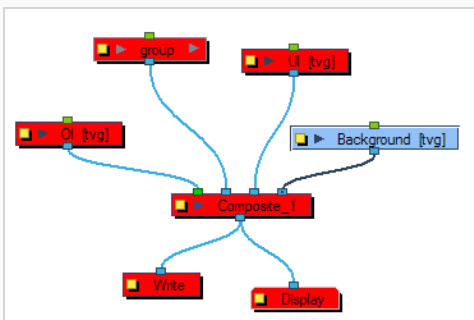 group
UI [tvg]
OI [tvg]
Background [tvg]
Composite_1
Write
Display